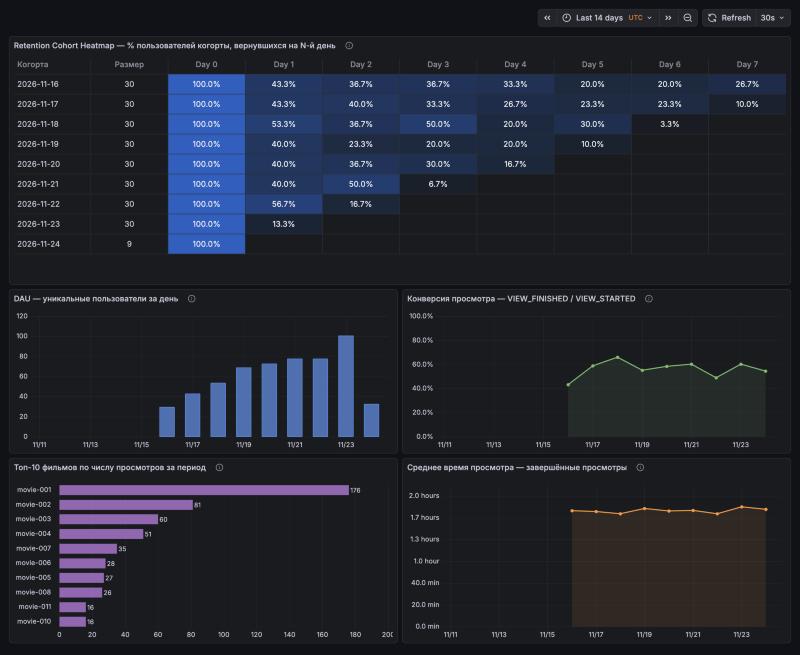 Last 14 days UTC
Refresh 30s
Retention Cohort Heatmap — % пользователей когорты, вернувшихся на N-й день
Когорта Размер Day 0 Day 1 Day 2 Day 3 Day 4 Day 5 Day 6 Day 7
2026-11-16 30 100.0% 43.3% 36.7% 36.7% 33.3% 20.0% 20.0% 26.7%
2026-11-17 30 100.0% 43.3% 40.0% 33.3% 26.7% 23.3% 23.3% 10.0%
2026-11-18 30 100.0% 53.3% 36.7% 50.0% 20.0% 30.0% 3.3%
2026-11-19 30 100.0% 40.0% 23.3% 20.0% 20.0% 10.0%
2026-11-20 30 100.0% 40.0% 36.7% 30.0% 16.7%
2026-11-21 30 100.0% 40.0% 50.0% 6.7%
2026-11-22 30 100.0% 56.7% 16.7%
2026-11-23 30 100.0% 13.3%
2026-11-24 9 100.0%
DAU — уникальные пользователи за день
120
100
80
60
40
20
0
11/11 11/13 11/15 11/17 11/19 11/21 11/23
Конверсия просмотра — VIEW_FINISHED / VIEW_STARTED
100.0%
80.0%
60.0%
40.0%
20.0%
0.0%
11/11 11/13 11/15 11/17 11/19 11/21 11/23
Топ-10 фильмов по числу просмотров за период
movie-001 176
movie-002 81
movie-003 60
movie-004 51
movie-007 35
movie-006 28
movie-005 27
movie-008 26
movie-011 16
movie-010 16
0 20 40 60 80 100 120 140 160 180 200
Среднее время просмотра — завершённые просмотры
2.0 hours
1.7 hours
1.3 hours
1.0 hour
40.0 min
20.0 min
0.0 min
11/11 11/13 11/15 11/17 11/19 11/21 11/23